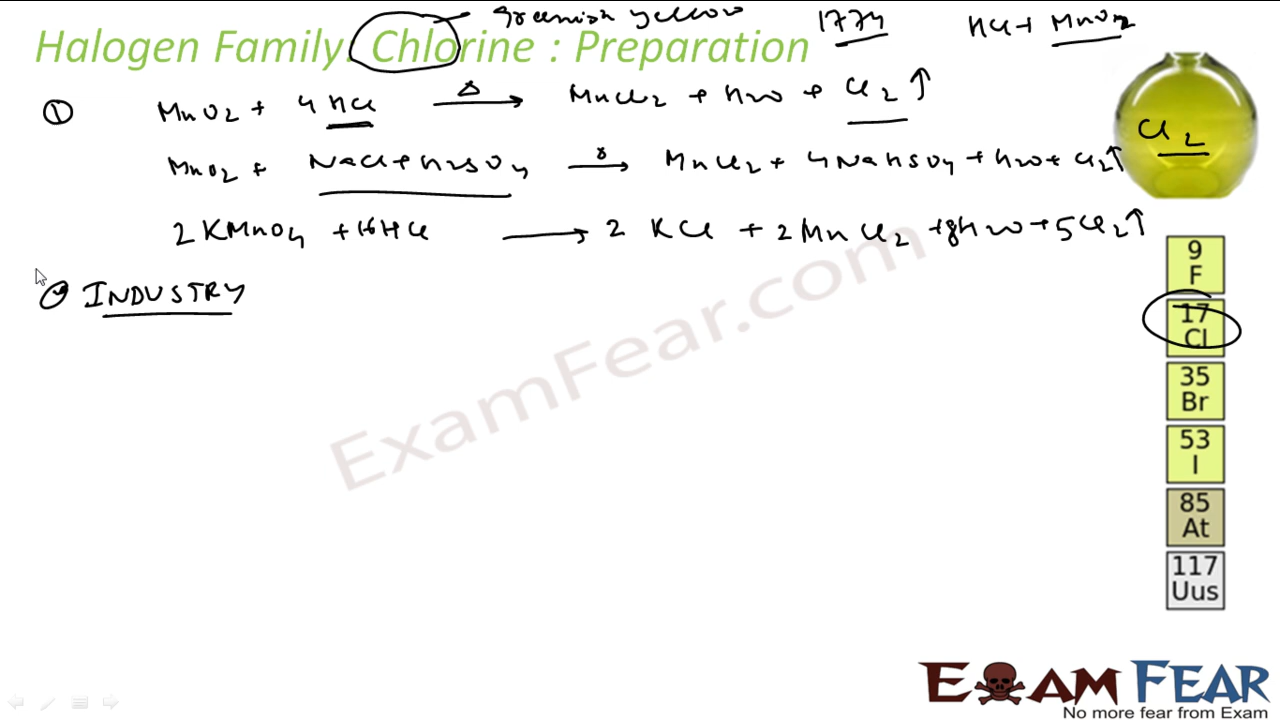 Greenish yellow 1774 HCl + MnO2
Halogen Family: Chlorine : Preparation
① MnO2 + 4HCl Δ→ MnCl2 + H2O + Cl2↑
Cl2
MnO2 + NaCl + H2SO4 Δ→ MnCl2 + 4NaHSO4 + H2O + Cl2↑
2KMnO4 + 16HCl → 2KCl + 2MnCl2 + 8H2O + 5Cl2↑
INDUSTRY
9
F
17
Cl
35
Br
53
I
85
At
117
Uus
ExamFear.com
EXAM FEAR
No more fear from Exam